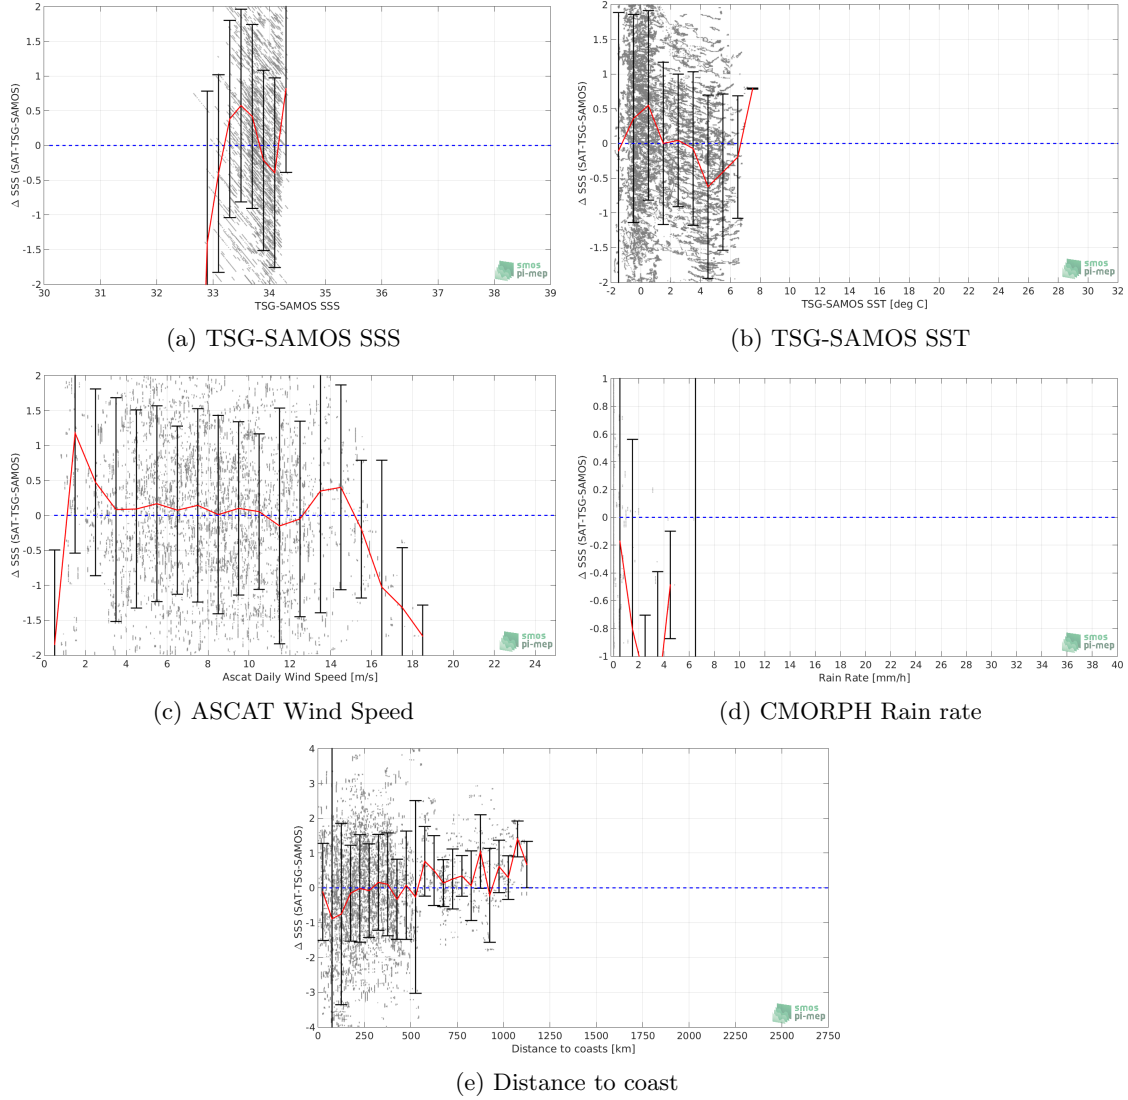 2
1.5
1
0.5
0
-0.5
-1
-1.5
-2
Δ SSS (SAT-TSG-SAMOS)
30 31 32 33 34 35 36 37 38 39
TSG-SAMOS SSS
smos
pi-mep
(a) TSG-SAMOS SSS
2
1.5
1
0.5
0
-0.5
-1
-1.5
-2
Δ SSS (SAT-TSG-SAMOS)
-2 0 2 4 6 8 10 12 14 16 18 20 22 24 26 28 30 32
TSG-SAMOS SST [deg C]
smos
pi-mep
(b) TSG-SAMOS SST
2
1.5
1
0.5
0
-0.5
-1
-1.5
-2
Δ SSS (SAT-TSG-SAMOS)
0 2 4 6 8 10 12 14 16 18 20 22 24
Ascat Daily Wind Speed [m/s]
smos
pi-mep
(c) ASCAT Wind Speed
1
0.8
0.6
0.4
0.2
0
-0.2
-0.4
-0.6
-0.8
-1
Δ SSS (SAT-TSG-SAMOS)
0 2 4 6 8 10 12 14 16 18 20 22 24 26 28 30 32 34 36 38 40
Rain Rate [mm/h]
smos
pi-mep
(d) CMORPH Rain rate
4
3
2
1
0
-1
-2
-3
-4
Δ SSS (SAT-TSG-SAMOS)
0 250 500 750 1000 1250 1500 1750 2000 2250 2500 2750
Distance to coasts [km]
smos
pi-mep
(e) Distance to coast